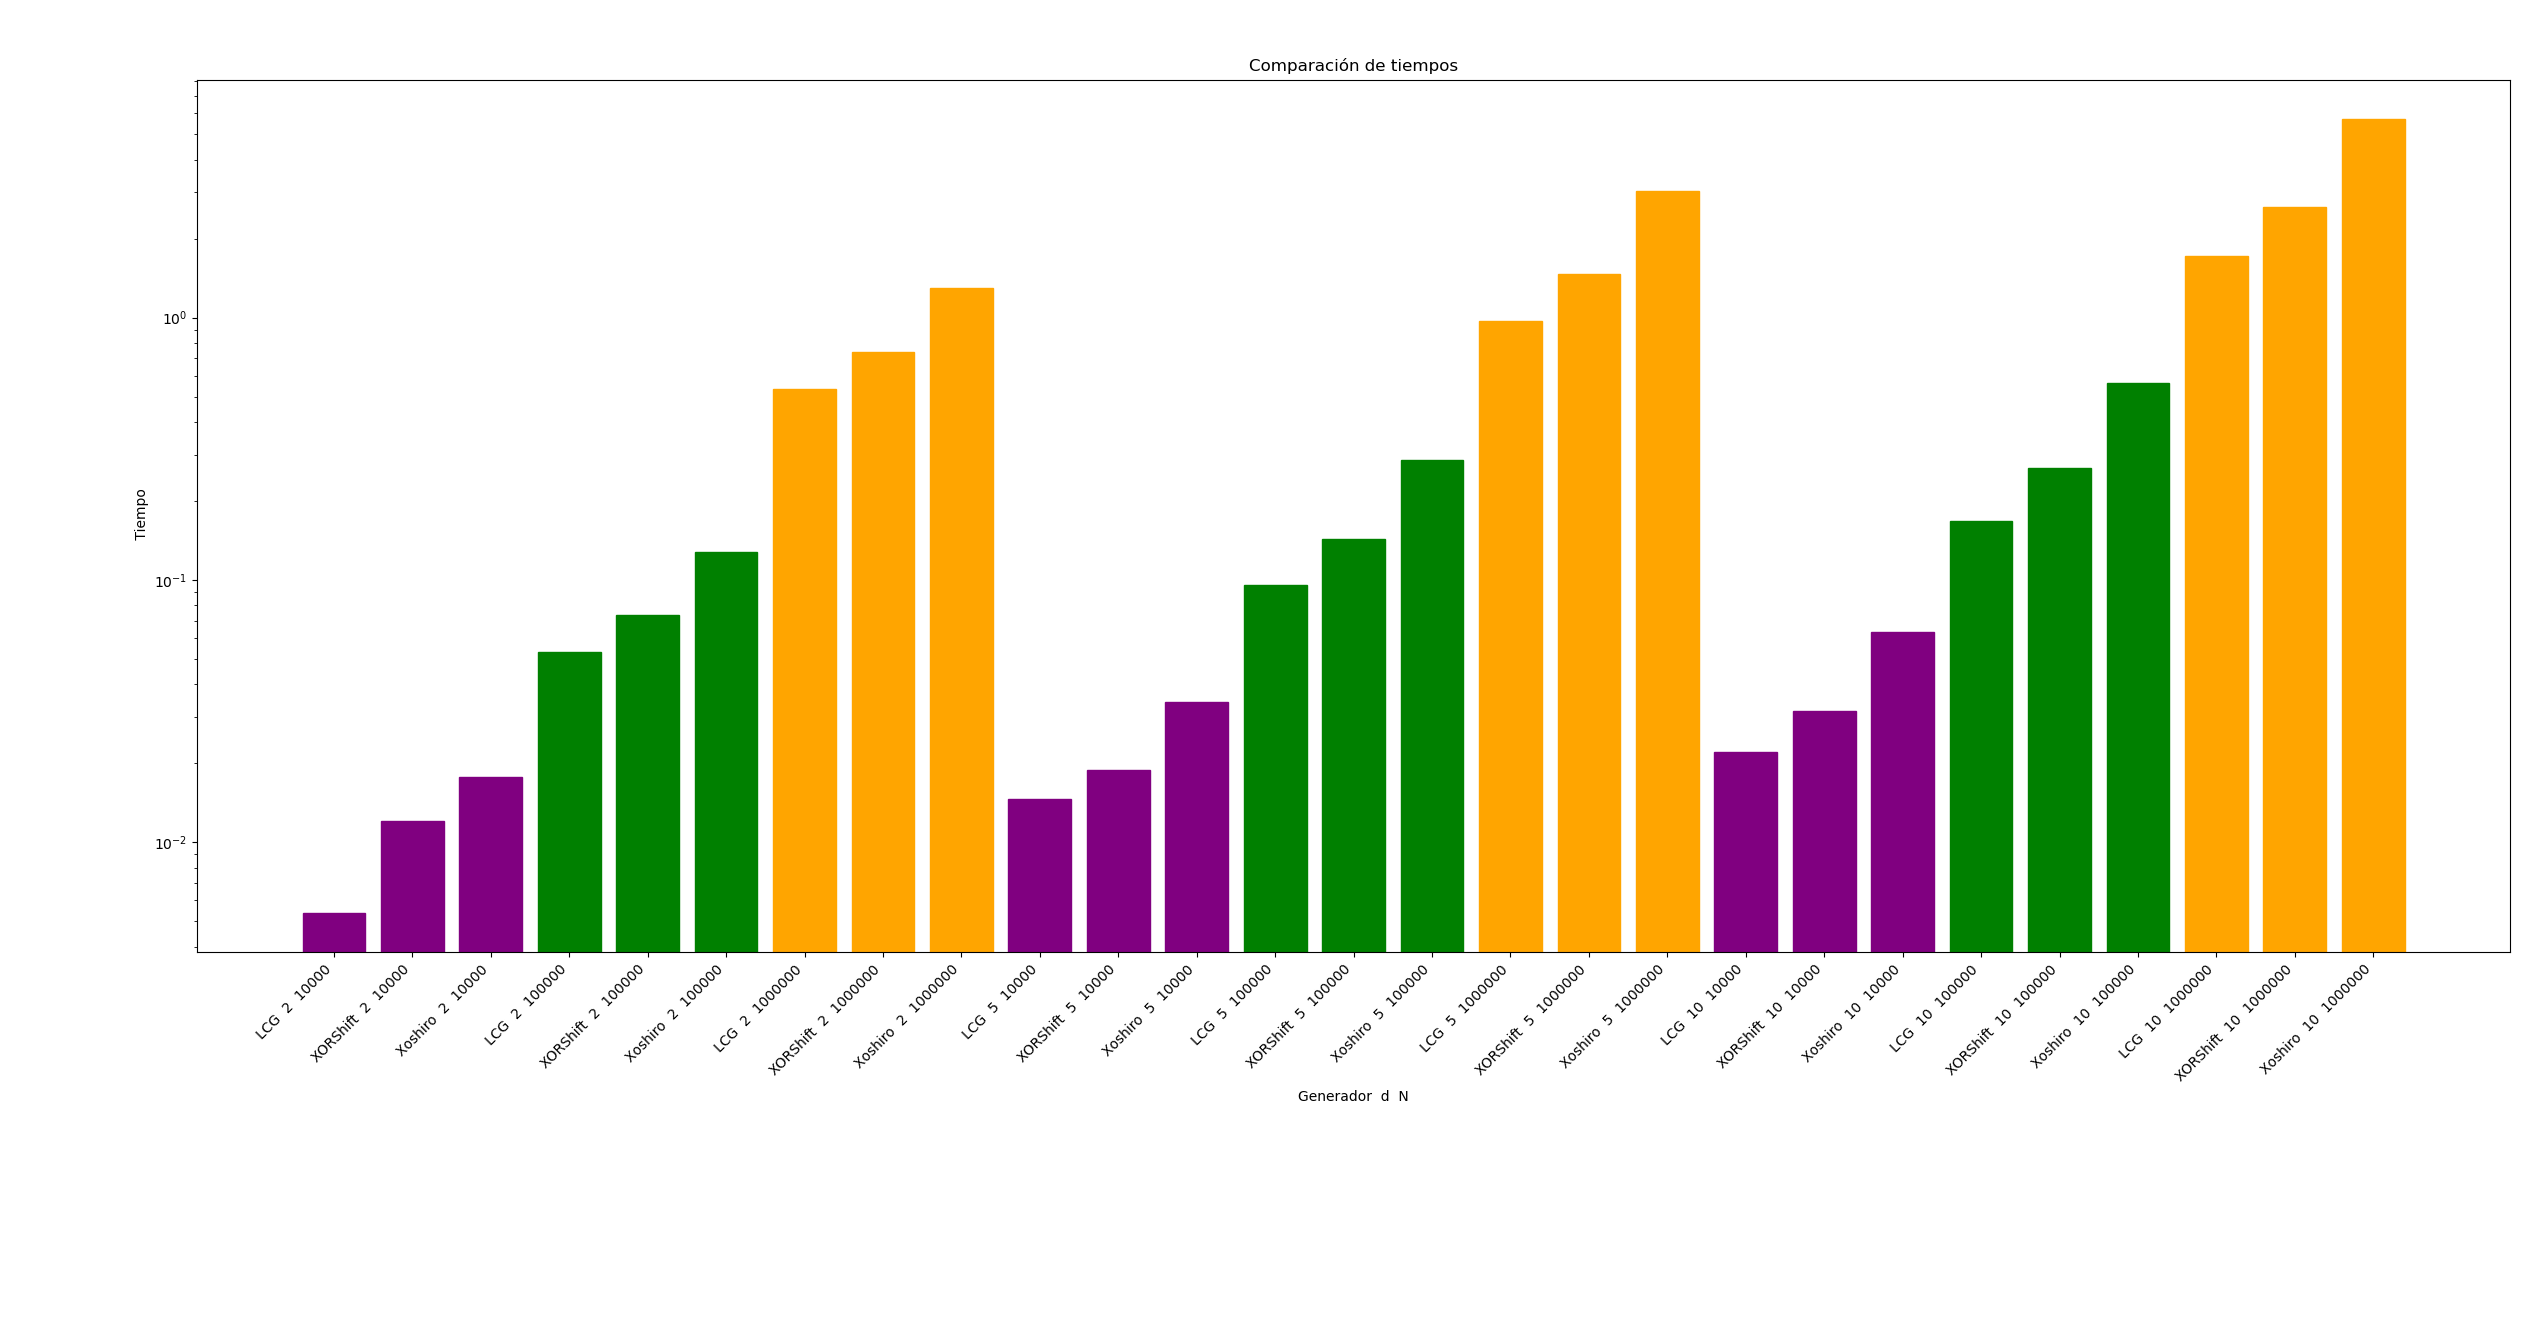 Comparación de tiempos
Tiempo
10⁰
10⁻¹
10⁻²
LCG 2 10000
XORShift 2 10000
Xoshiro 2 10000
LCG 2 100000
XORShift 2 100000
Xoshiro 2 100000
LCG 2 1000000
XORShift 2 1000000
Xoshiro 2 1000000
LCG 5 10000
XORShift 5 10000
Xoshiro 5 10000
LCG 5 100000
XORShift 5 100000
Xoshiro 5 100000
LCG 5 1000000
XORShift 5 1000000
Xoshiro 5 1000000
LCG 10 10000
XORShift 10 10000
Xoshiro 10 10000
LCG 10 100000
XORShift 10 100000
Xoshiro 10 100000
LCG 10 1000000
XORShift 10 1000000
Xoshiro 10 1000000
Generador d N